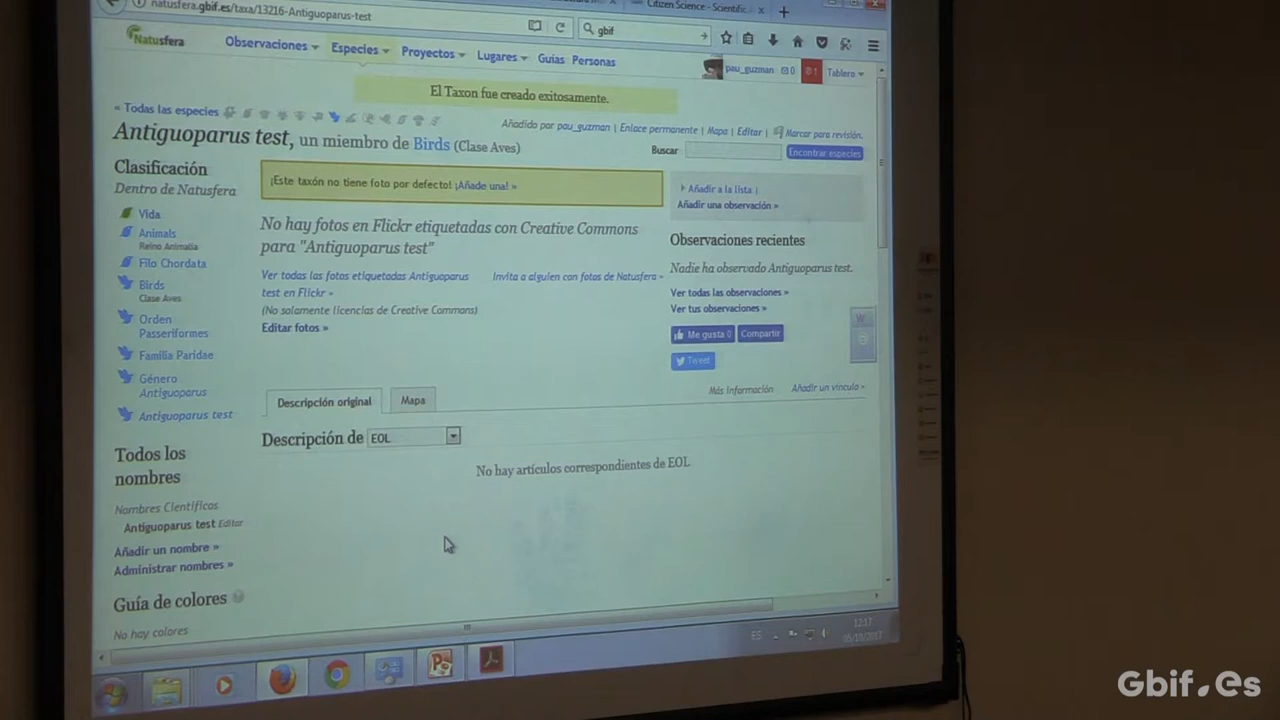 Citizen Science - Scientific
natusfera.gbif.es/taxa/13216-Antiguoparus-test
gbif
Natusfera
Observaciones
Especies
Proyectos
Lugares
Guías
Personas
pau_guzman
0
1
Tablero
El Taxon fue creado exitosamente.
« Todas las especies
Añadido por pau_guzman | Enlace permanente | Mapa | Editar | Marcar para revisión.
Antiguoparus test, un miembro de Birds (Clase Aves)
Buscar
Encontrar especies
Clasificación
Dentro de Natusfera
Vida
Animals
Reino Animalia
Filo Chordata
Birds
Clase Aves
Orden
Passeriformes
Familia Paridae
Género
Antiguoparus
Antiguoparus test
Todos los
nombres
Nombres Científicos
Antiguoparus test Editar
Añadir un nombre »
Administrar nombres »
Guía de colores
No hay colores
¡Este taxón no tiene foto por defecto! ¡Añade una! »
No hay fotos en Flickr etiquetadas con Creative Commons
para "Antiguoparus test"
Ver todas las fotos etiquetadas Antiguoparus
test en Flickr »
Invita a alguien con fotos de Natusfera »
(No solamente licencias de Creative Commons)
Editar fotos »
Añadir a la lista |
Añadir una observación »
Observaciones recientes
Nadie ha observado Antiguoparus test.
Ver todas las observaciones »
Ver tus observaciones »
Me gusta 0
Compartir
Tweet
Descripción original
Mapa
Más Información
Añadir un vínculo »
Descripción de EOL
No hay artículos correspondientes de EOL
ES
12:17
05/10/2017
Gbif.es